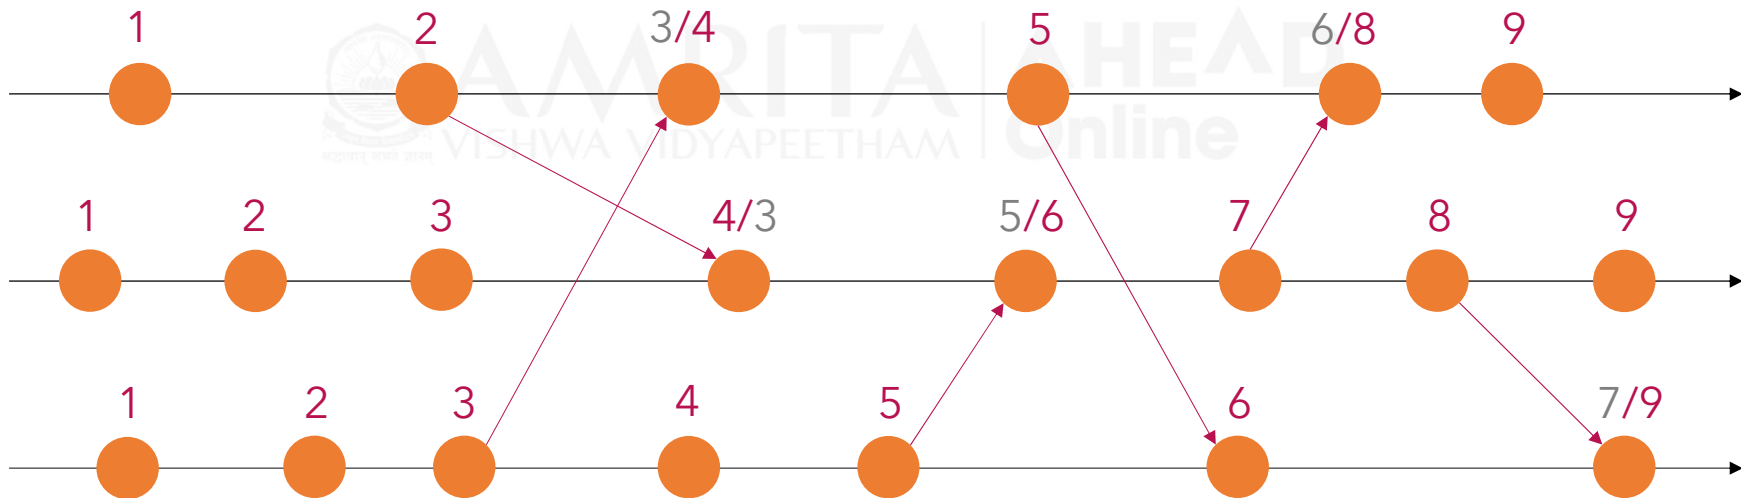 1 2 3/4 5 6/8 9
AMRITA AHEAD
VISHWA VIDYAPEETHAM Online
1 2 3 4/3 5/6 7 8 9
1 2 3 4 5 6 7/9